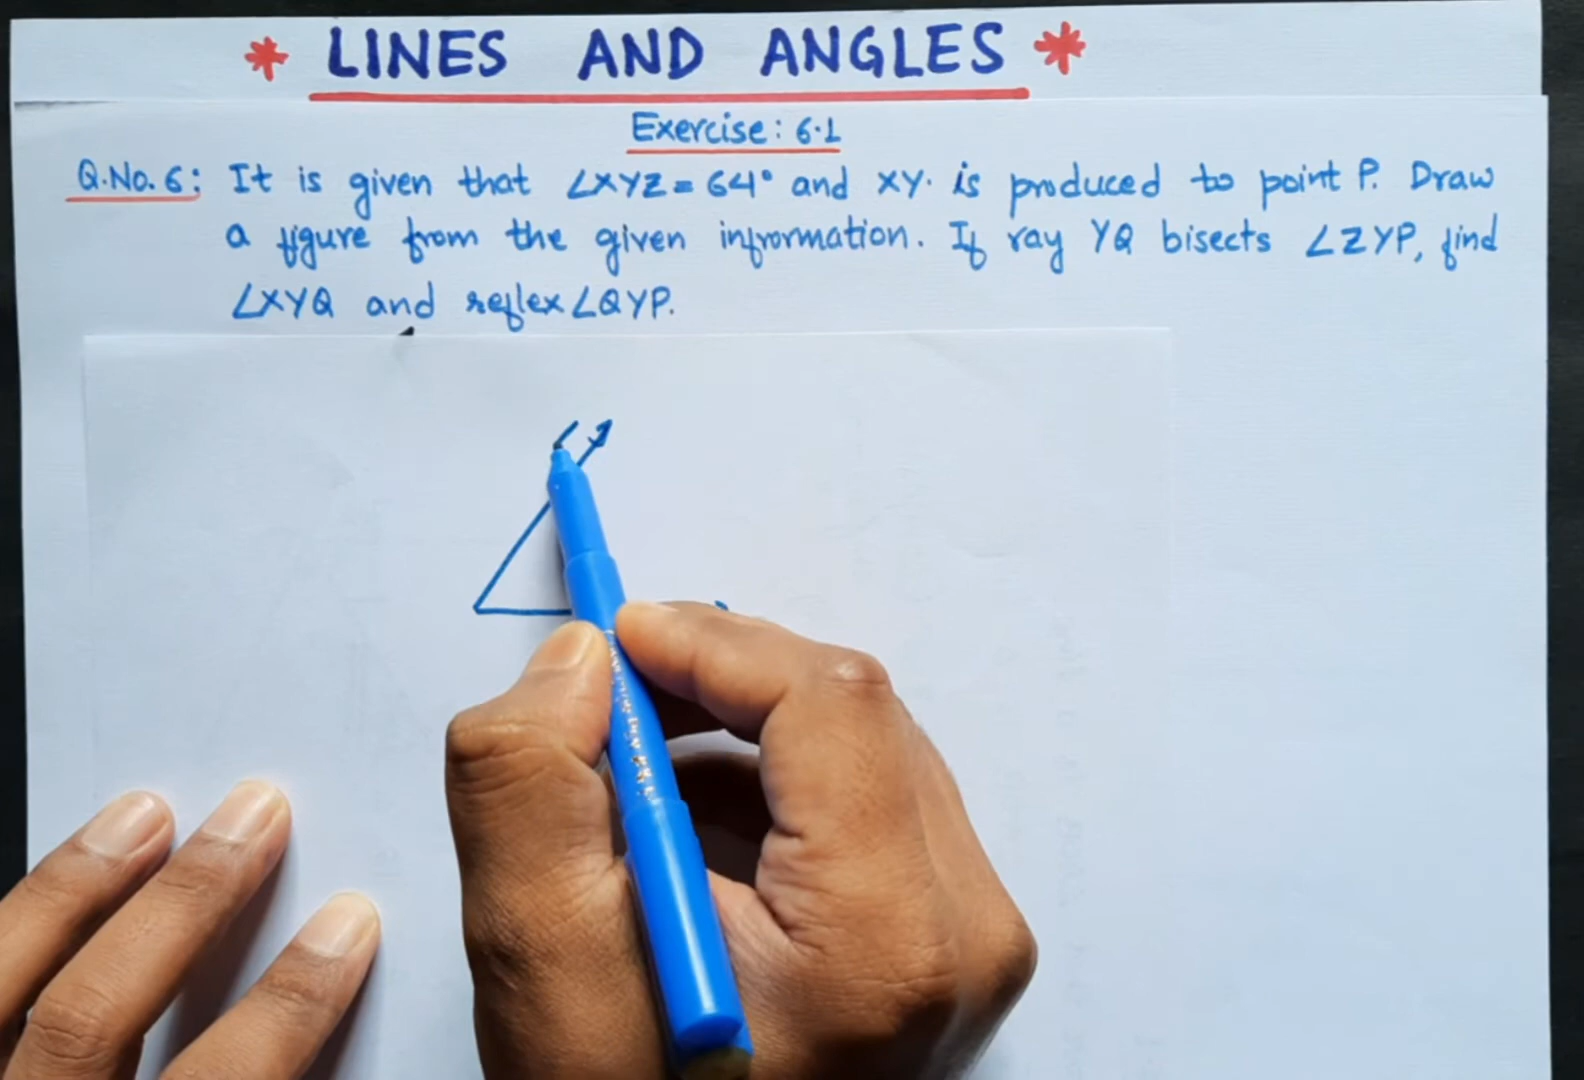 * LINES AND ANGLES *
Exercise: 6.1
Q.No. 6: It is given that ∠XYZ = 64° and XY. is produced to point P. Draw
a figure from the given information. If ray YQ bisects ∠ZYP, find
∠XYQ and reflex ∠QYP.